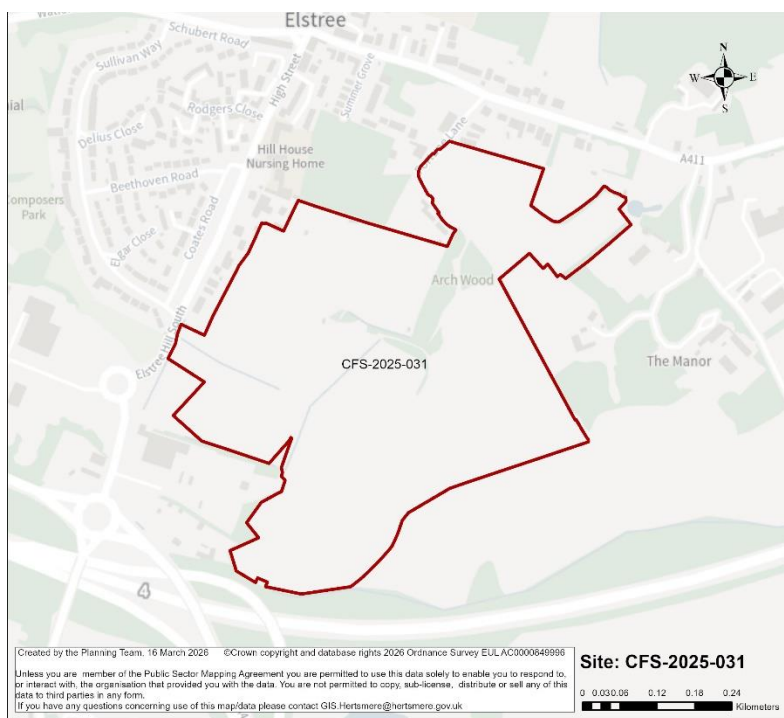 Elstree
Schubert Road
Sullivan Way
High Street
Summer Grove
Rodgers Close
N
W E
S
Delius Close
Hill House
Nursing Home
A411
Beethoven Road
Composers
Park
Coates Road
Elgar Close
Arch Wood
Elstree Hill South
CFS-2025-031
The Manor
4
Created by the Planning Team, 16 March 2026 ©Crown copyright and database rights 2026 Ordnance Survey EUL AC0000849996
Unless you are member of the Public Sector Mapping Agreement you are permitted to use this data solely to enable you to respond to,
or interact with, the organisation that provided you with the data. You are not permitted to copy, sub-license, distribute or sell any of this
data to third parties in any form.
If you have any questions concerning use of this map/data please contact GIS.Hertsmere@hertsmere.gov.uk
Site: CFS-2025-031
0 0.03 0.06 0.12 0.18 0.24
Kilometers